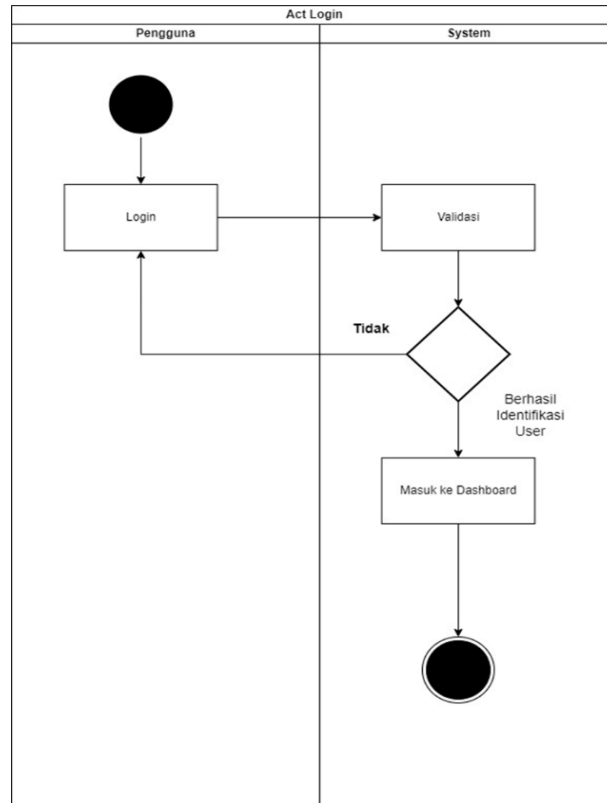 Act Login
Pengguna
System
Login
Validasi
Tidak
Berhasil
Identifikasi
User
Masuk ke Dashboard